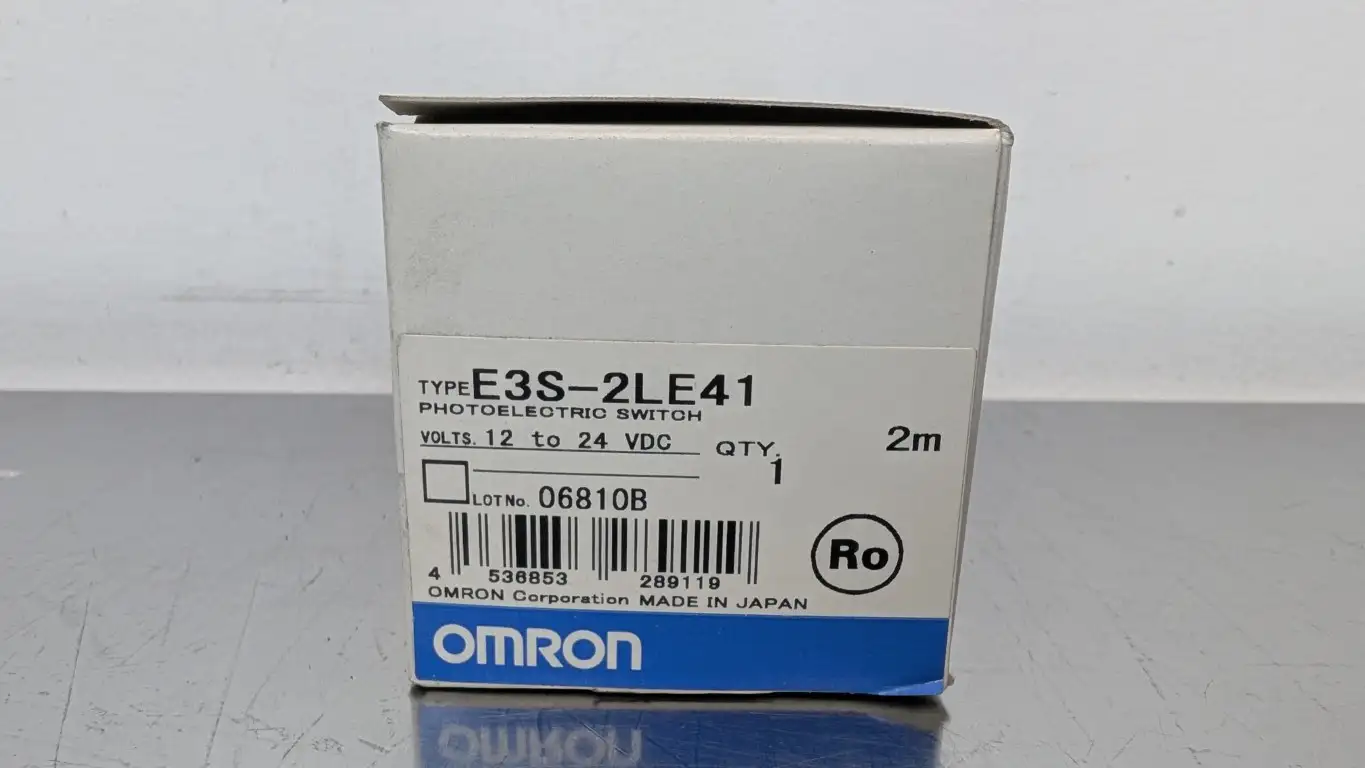 TYPE E3S-2LE41
PHOTOELECTRIC SWITCH
VOLTS. 12 to 24 VDC QTY. 1 2m
LOT No. 06810B
Ro
4 536853 289119
OMRON Corporation MADE IN JAPAN
OMRON